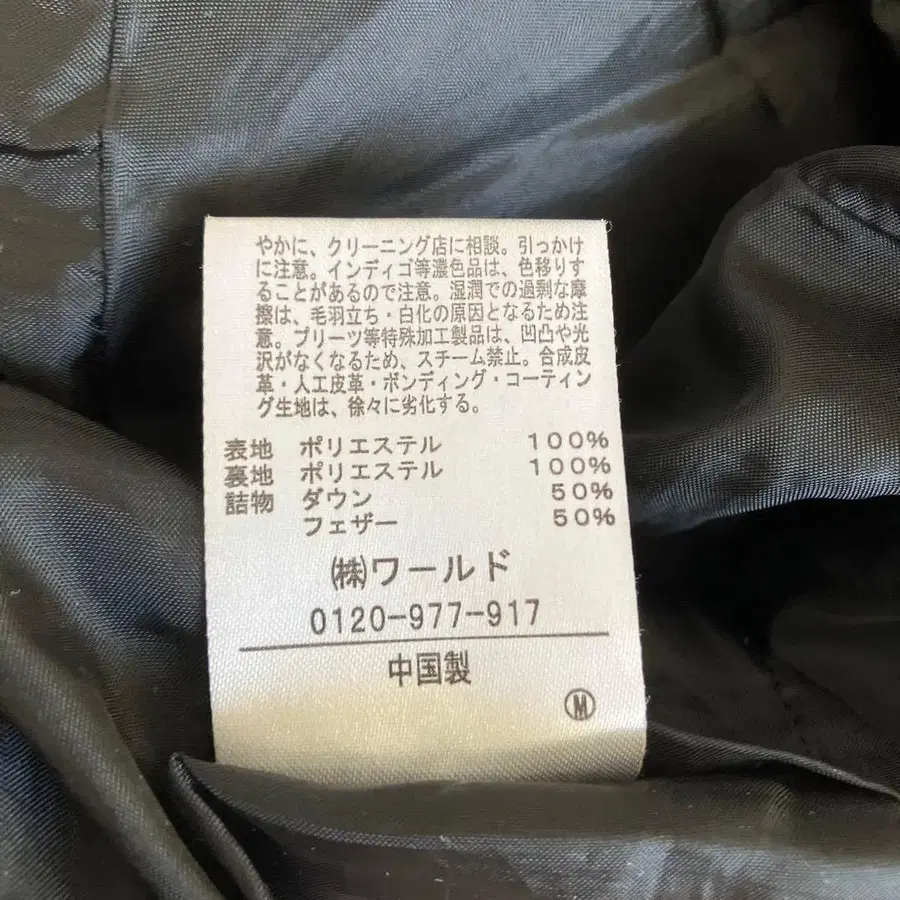 やかに、クリーニング店に相談。引っかけ
に注意。インディゴ等濃色品は、色移りす
ることがあるので注意。湿潤での過剰な摩
擦は、毛羽立ち・白化の原因となるため注
意。プリーツ等特殊加工製品は、凹凸や光
沢がなくなるため、スチーム禁止。合成皮
革・人工皮革・ボンディング・コーティン
グ生地は、徐々に劣化する。
表地 ポリエステル 100%
裏地 ポリエステル 100%
詰物 ダウン 50%
フェザー 50%
㈱ワールド
0120-977-917
中国製
Ⓜ